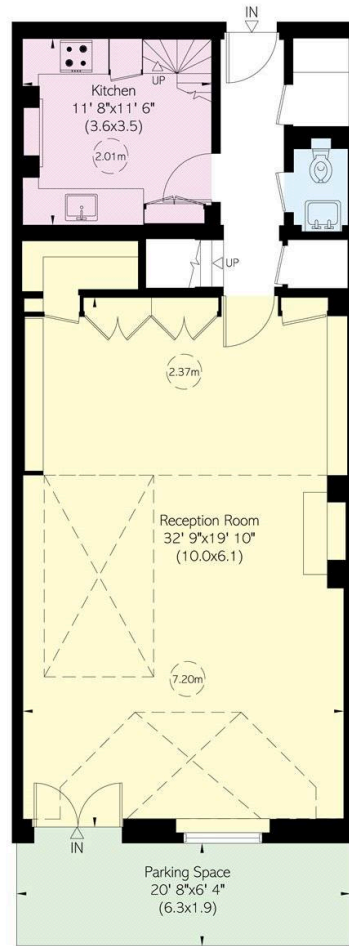 IN
Kitchen
11' 8"x11' 6"
(3.6x3.5)
2.01m
UP
UP
2.37m
Reception Room
32' 9"x19' 10"
(10.0x6.1)
7.20m
IN
Parking Space
20' 8"x6' 4"
(6.3x1.9)